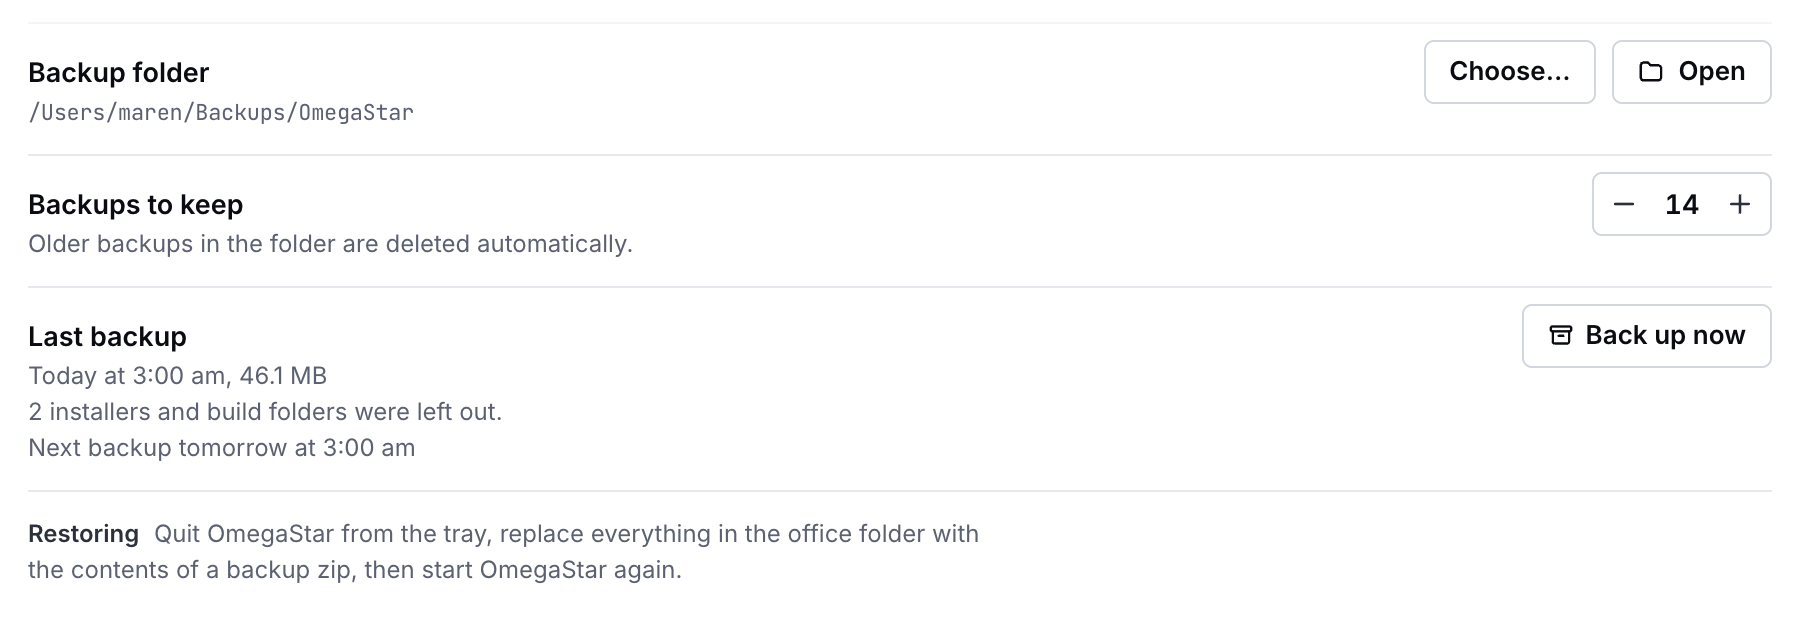 Backup folder
/Users/maren/Backups/OmegaStar
Choose...
Open
Backups to keep
Older backups in the folder are deleted automatically.
14
Last backup
Today at 3:00 am, 46.1 MB
2 installers and build folders were left out.
Next backup tomorrow at 3:00 am
Back up now
Restoring Quit OmegaStar from the tray, replace everything in the office folder with
the contents of a backup zip, then start OmegaStar again.